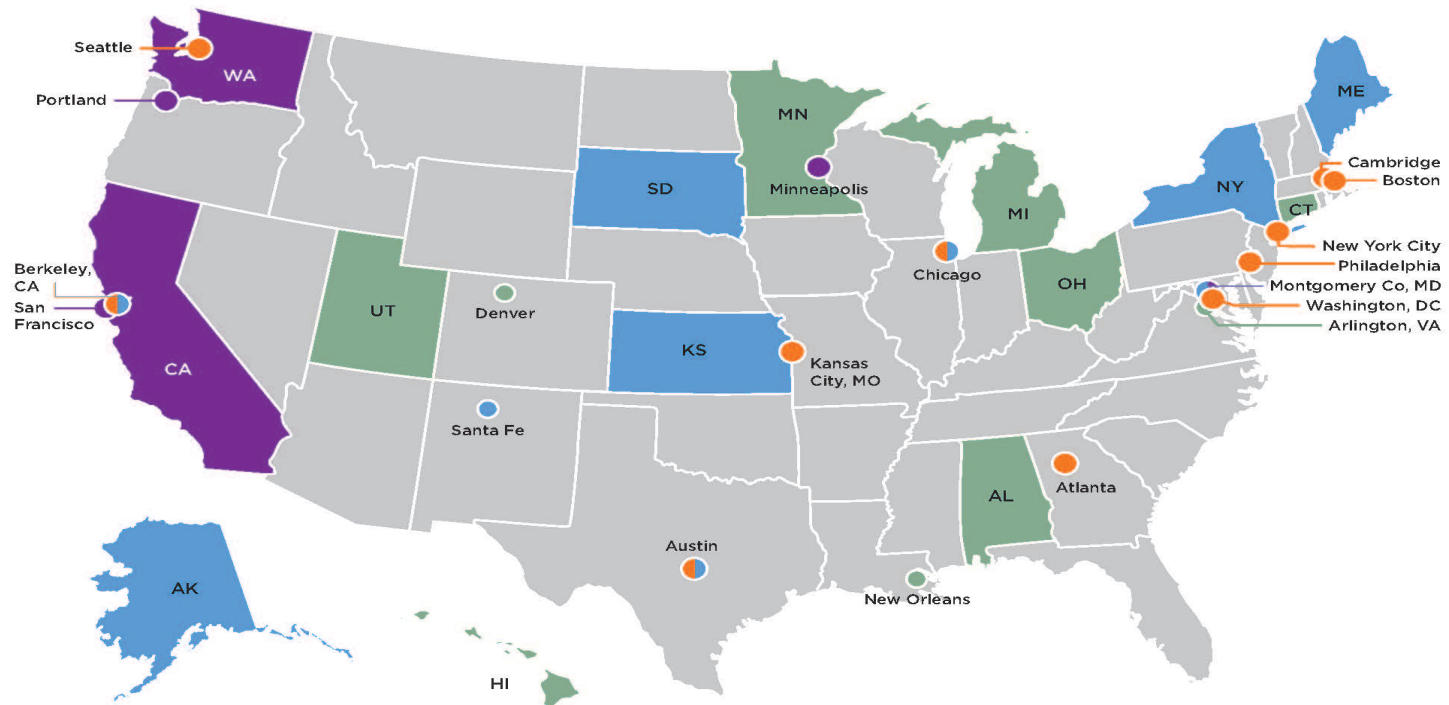 Seattle
WA
Portland
MN
ME
Minneapolis
SD
NY
Cambridge
Boston
MI
CT
New York City
Philadelphia
Berkeley,
CA
San
Francisco
Chicago
OH
Montgomery Co, MD
Washington, DC
Arlington, VA
UT
Denver
CA
KS
Kansas
City, MO
Santa Fe
AL
Atlanta
Austin
AK
New Orleans
HI